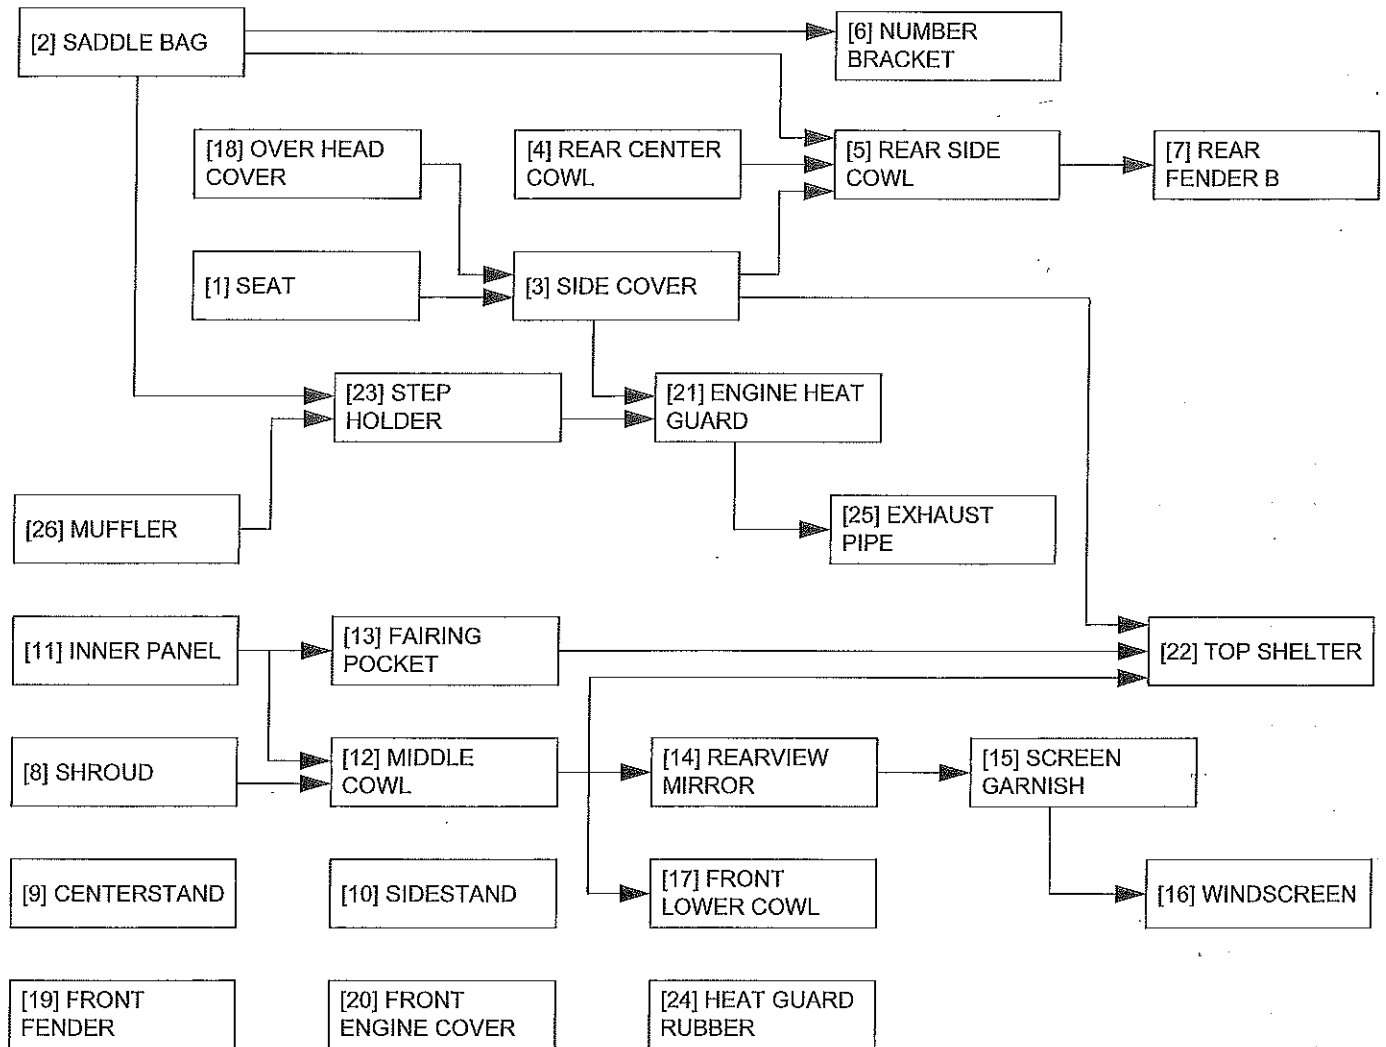 [2] SADDLE BAG
[6] NUMBER
BRACKET
[18] OVER HEAD
COVER
[4] REAR CENTER
COWL
[5] REAR SIDE
COWL
[7] REAR
FENDER B
[1] SEAT
[3] SIDE COVER
[23] STEP
HOLDER
[21] ENGINE HEAT
GUARD
[26] MUFFLER
[25] EXHAUST
PIPE
[11] INNER PANEL
[13] FAIRING
POCKET
[22] TOP SHELTER
[8] SHROUD
[12] MIDDLE
COWL
[14] REARVIEW
MIRROR
[15] SCREEN
GARNISH
[9] CENTERSTAND
[10] SIDESTAND
[17] FRONT
LOWER COWL
[16] WINDSCREEN
[19] FRONT
FENDER
[20] FRONT
ENGINE COVER
[24] HEAT GUARD
RUBBER